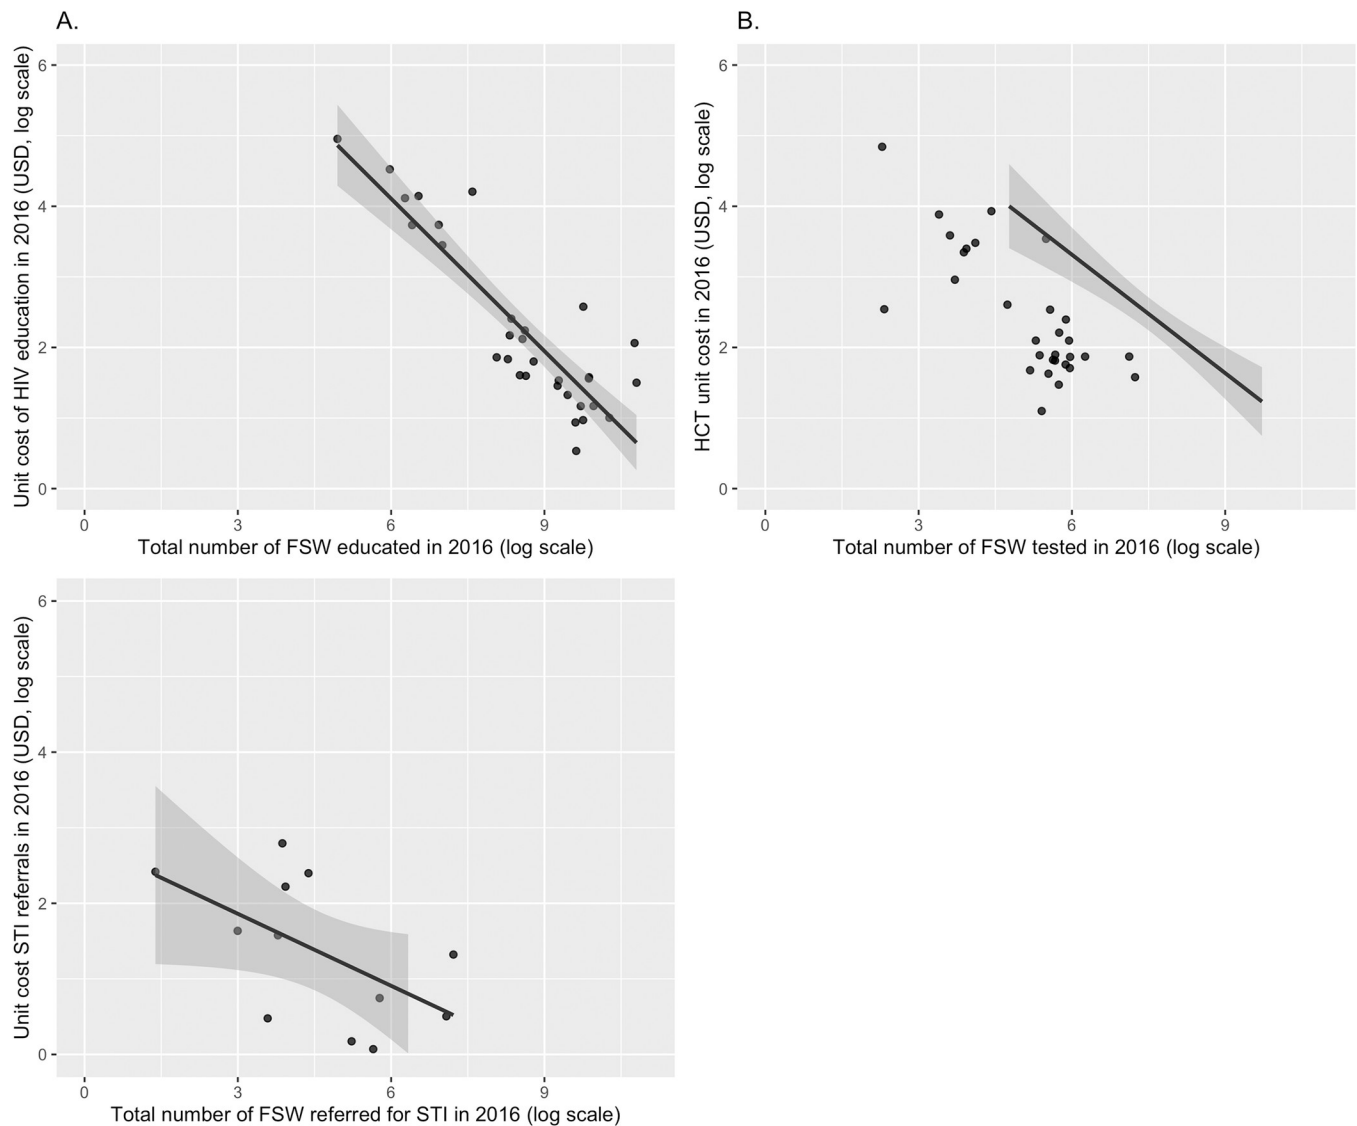 A.
Unit cost of HIV education in 2016 (USD, log scale)
6
4
2
0
0 3 6 9
Total number of FSW educated in 2016 (log scale)
B.
HCT unit cost in 2016 (USD, log scale)
6
4
2
0
0 3 6 9
Total number of FSW tested in 2016 (log scale)
Unit cost STI referrals in 2016 (USD, log scale)
6
4
2
0
0 3 6 9
Total number of FSW referred for STI in 2016 (log scale)